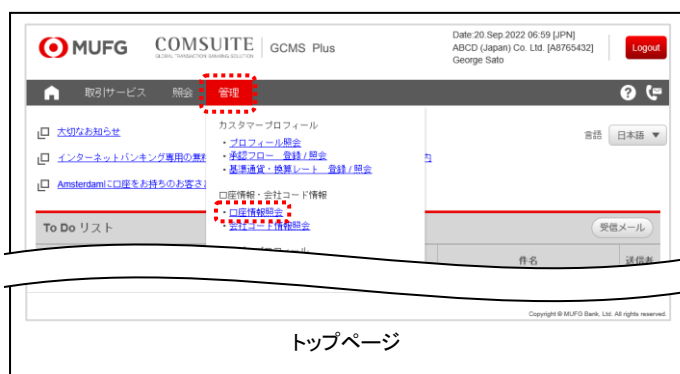 MUFG COMSUITE GCMS Plus
GLOBAL TRANSACTION BANKING SOLUTION
Date:20.Sep.2022 06:59 [JPN]
ABCD (Japan) Co. Ltd. [A8765432]
George Sato
Logout
取引サービス 照会 管理
大切なお知らせ
言語 日本語 ▼
インターネットバンキング専用の無料
Amsterdamに口座をお持ちのお客さま
カスタマープロフィール
・プロフィール照会
・承認フロー 登録 / 照会
・基準通貨・換算レート 登録 / 照会
口座情報・会社コード情報
・口座情報照会
・会社コード情報照会
To Do リスト
受信メール
件名 送信者
Copyright © MUFG Bank, Ltd. All rights reserved.
トップページ